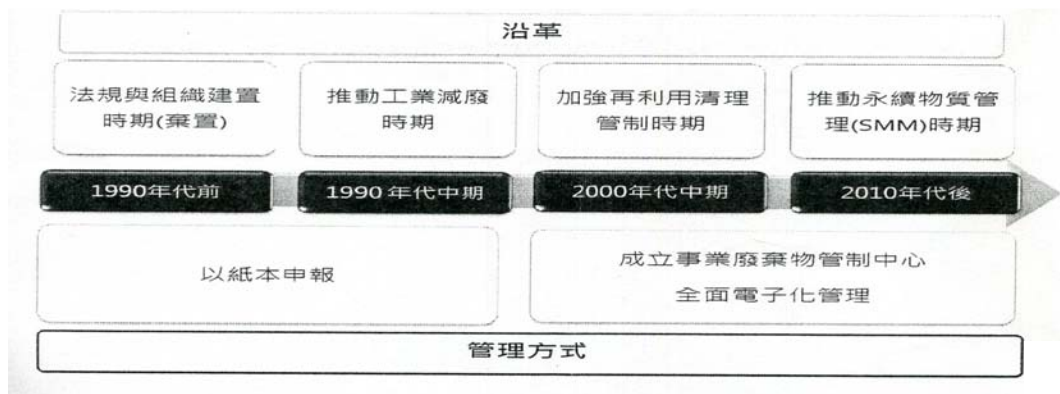 沿革
法規與組織建置
時期(棄置)
推動工業減廢
時期
加強再利用清理
管制時期
推動永續物質管
理(SMM)時期
1990年代前
1990年代中期
2000年代中期
2010年代後
以紙本申報
成立事業廢棄物管制中心
全面電子化管理
管理方式